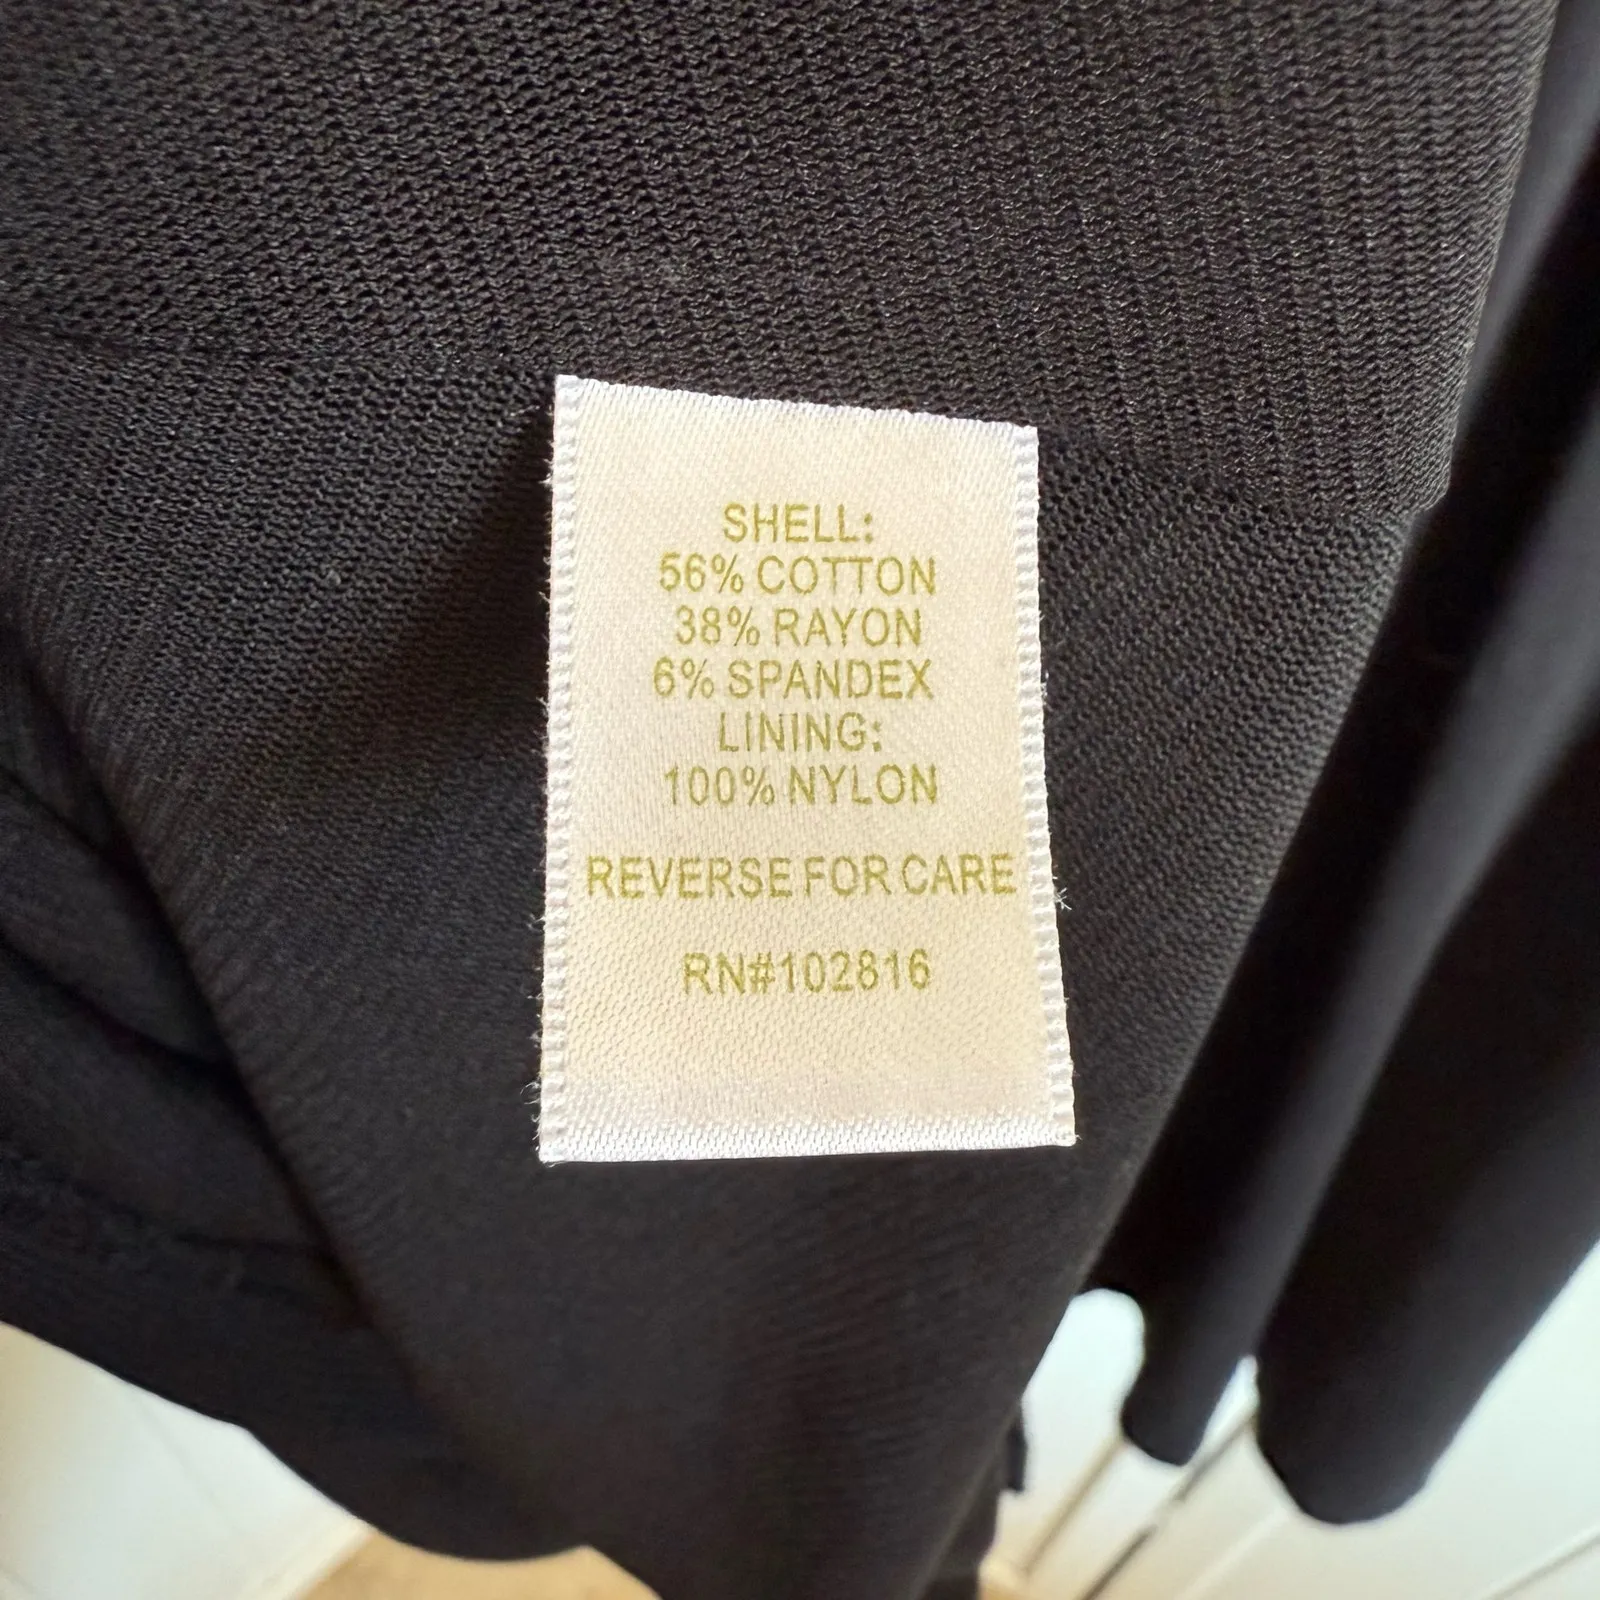 SHELL:
56% COTTON
38% RAYON
6% SPANDEX
LINING:
100% NYLON
REVERSE FOR CARE
RN#102816